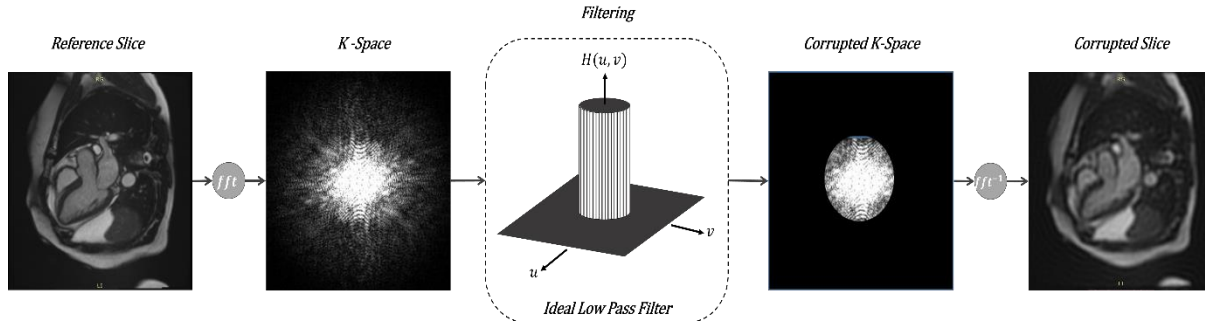 Filtering
Reference Slice
K -Space
Corrupted K-Space
Corrupted Slice
H(u, v)
fft
fft⁻¹
v
u
Ideal Low Pass Filter